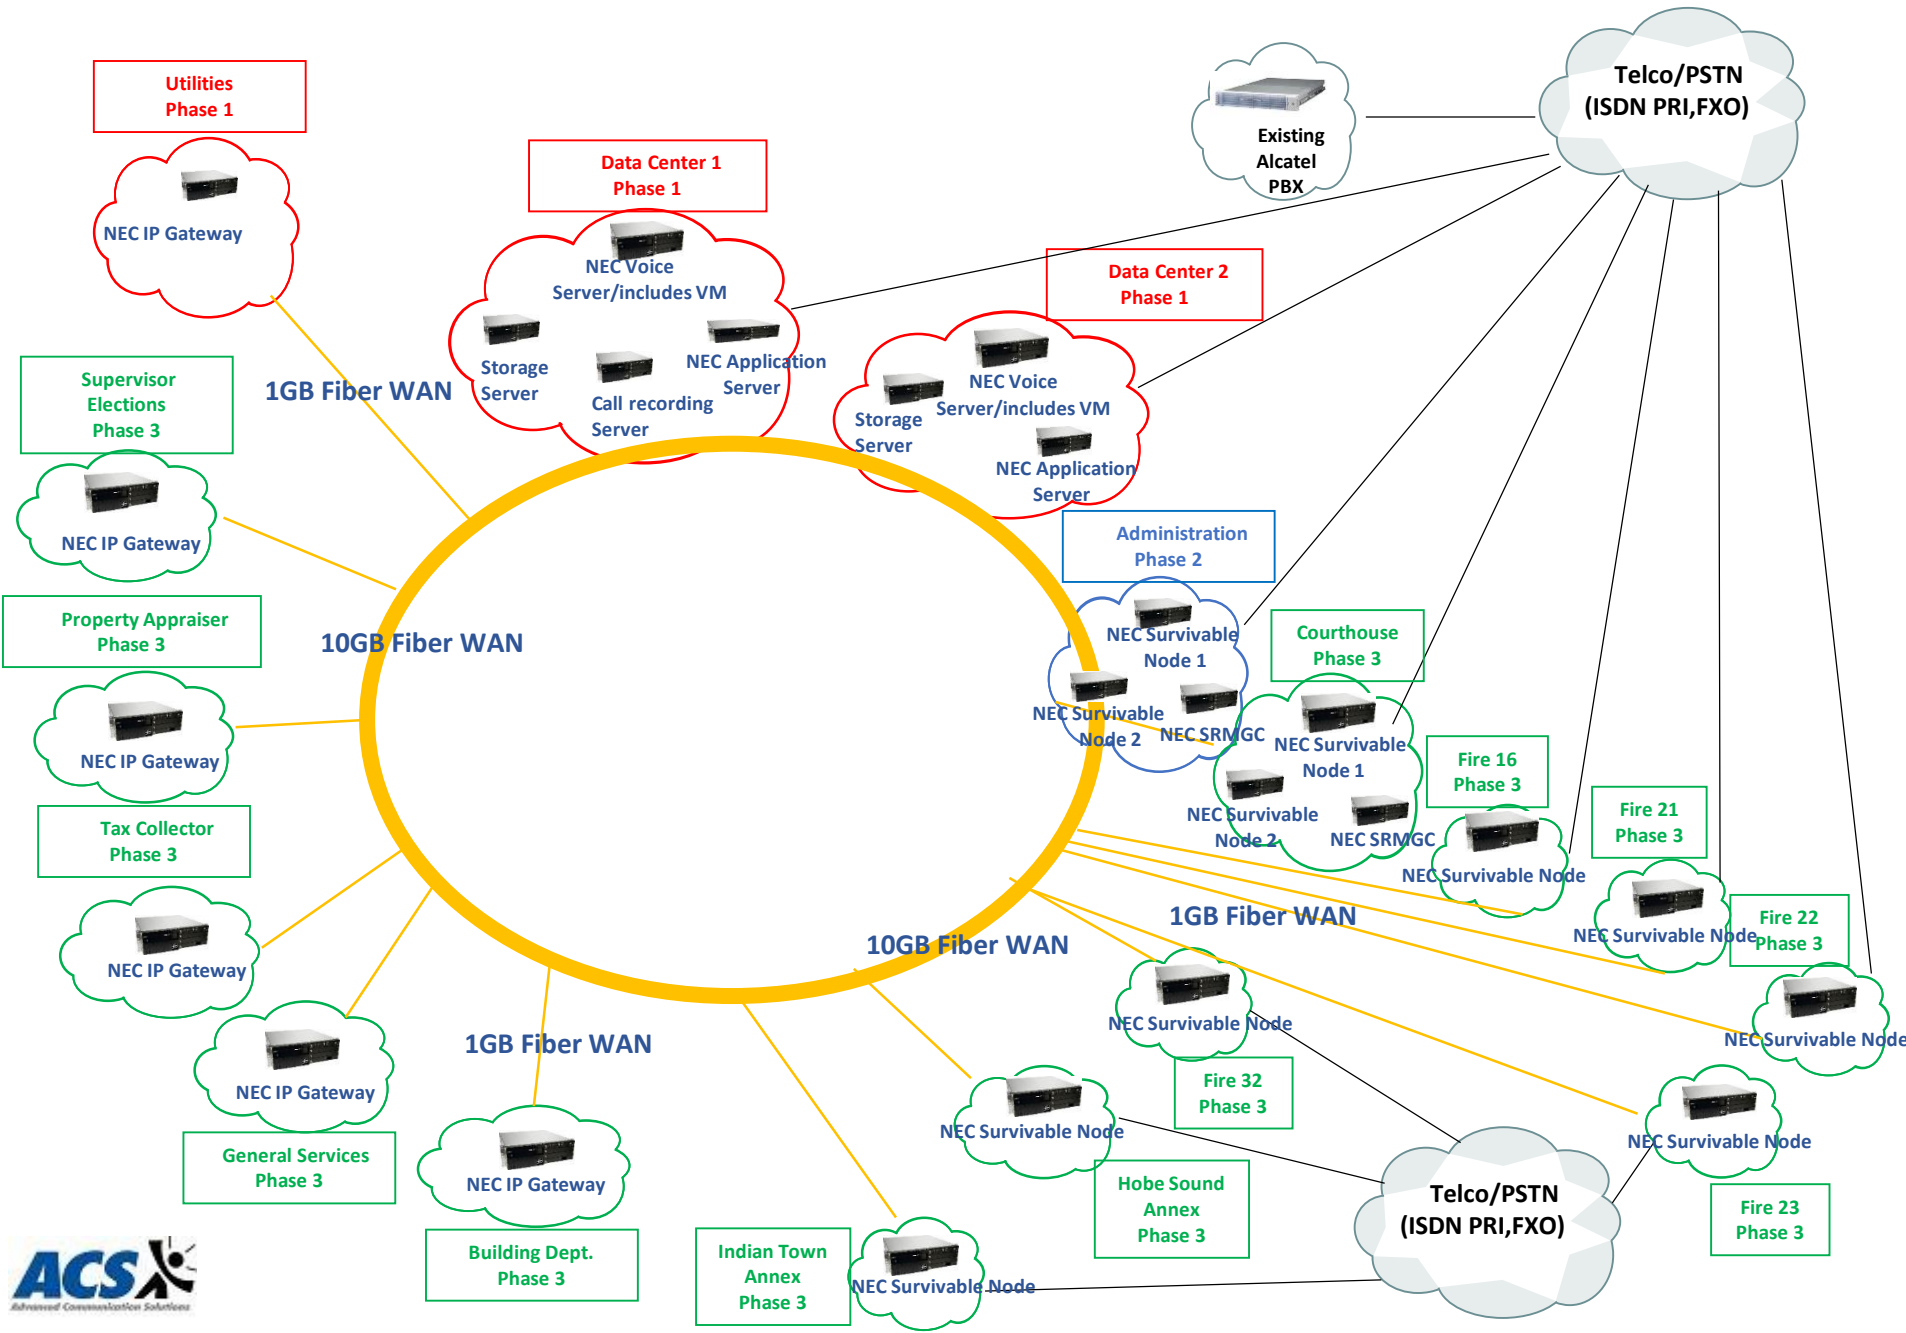 Utilities
Phase 1
NEC IP Gateway
Data Center 1
Phase 1
NEC Voice
Server/includes VM
Storage
Server
Call recording
Server
NEC Application
Server
Existing
Alcatel
PBX
Telco/PSTN
(ISDN PRI,FXO)
Data Center 2
Phase 1
NEC Voice
Server/includes VM
Storage
Server
NEC Application
Server
1GB Fiber WAN
Supervisor
Elections
Phase 3
NEC IP Gateway
Property Appraiser
Phase 3
NEC IP Gateway
10GB Fiber WAN
Administration
Phase 2
NEC Survivable
Node 1
NEC Survivable
Node 2
NEC SRMGC
Courthouse
Phase 3
NEC Survivable
Node 1
NEC Survivable
Node 2
NEC SRMGC
Fire 16
Phase 3
NEC Survivable Node
Fire 21
Phase 3
NEC Survivable Node
Fire 22
Phase 3
NEC Survivable Node
Tax Collector
Phase 3
NEC IP Gateway
NEC IP Gateway
General Services
Phase 3
1GB Fiber WAN
NEC IP Gateway
Building Dept.
Phase 3
10GB Fiber WAN
1GB Fiber WAN
NEC Survivable Node
Fire 32
Phase 3
NEC Survivable Node
Hobe Sound
Annex
Phase 3
Indian Town
Annex
Phase 3
NEC Survivable Node
Telco/PSTN
(ISDN PRI,FXO)
NEC Survivable Node
Fire 23
Phase 3
ACS
Advanced Communication Solutions